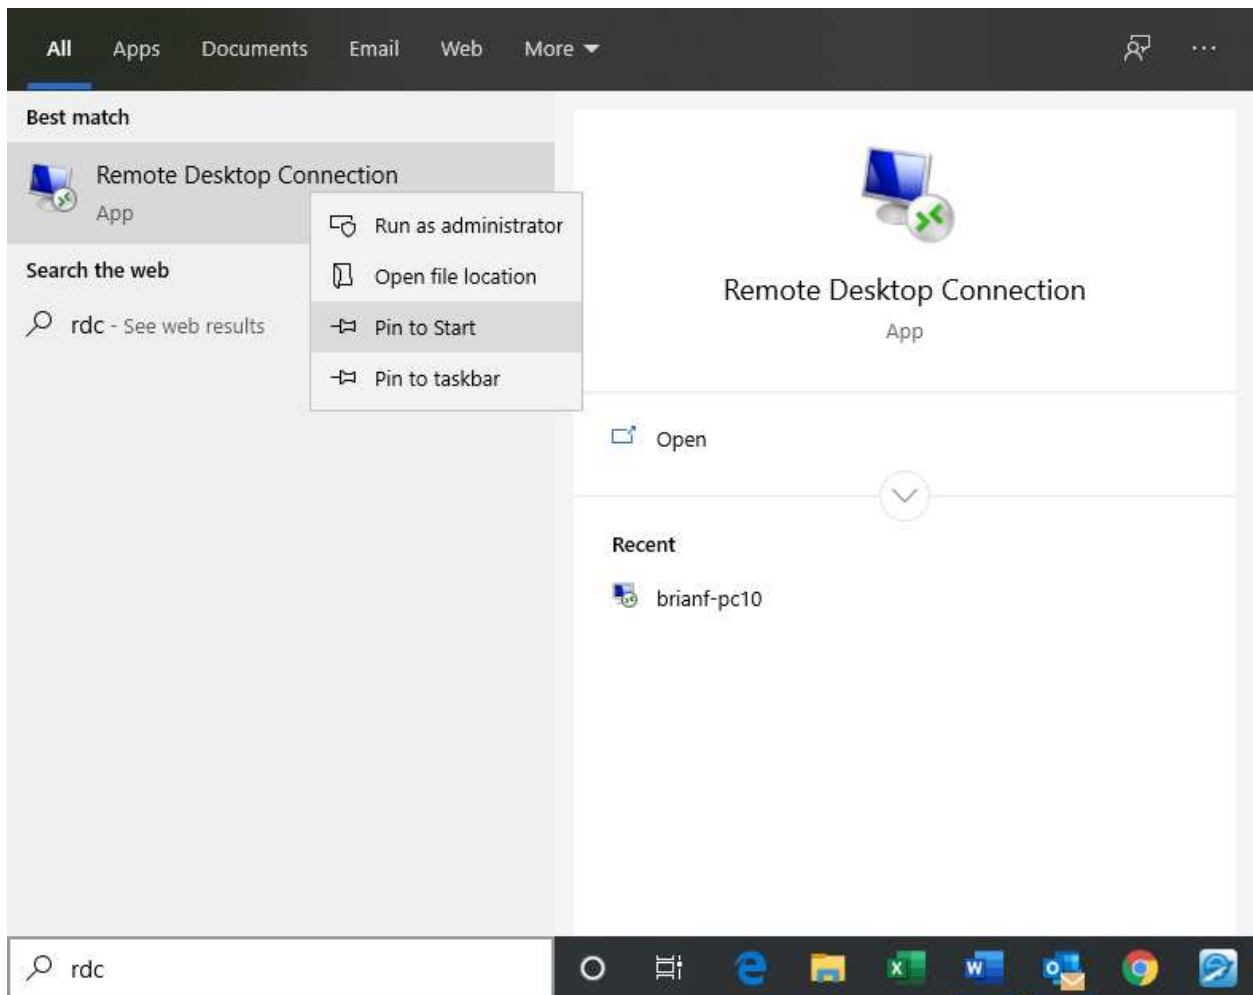 All Apps Documents Email Web More
Best match
Remote Desktop Connection
App
Run as administrator
Open file location
Pin to Start
Pin to taskbar
Search the web
rdc - See web results
Remote Desktop Connection
App
Open
Recent
brianf-pc10
rdc